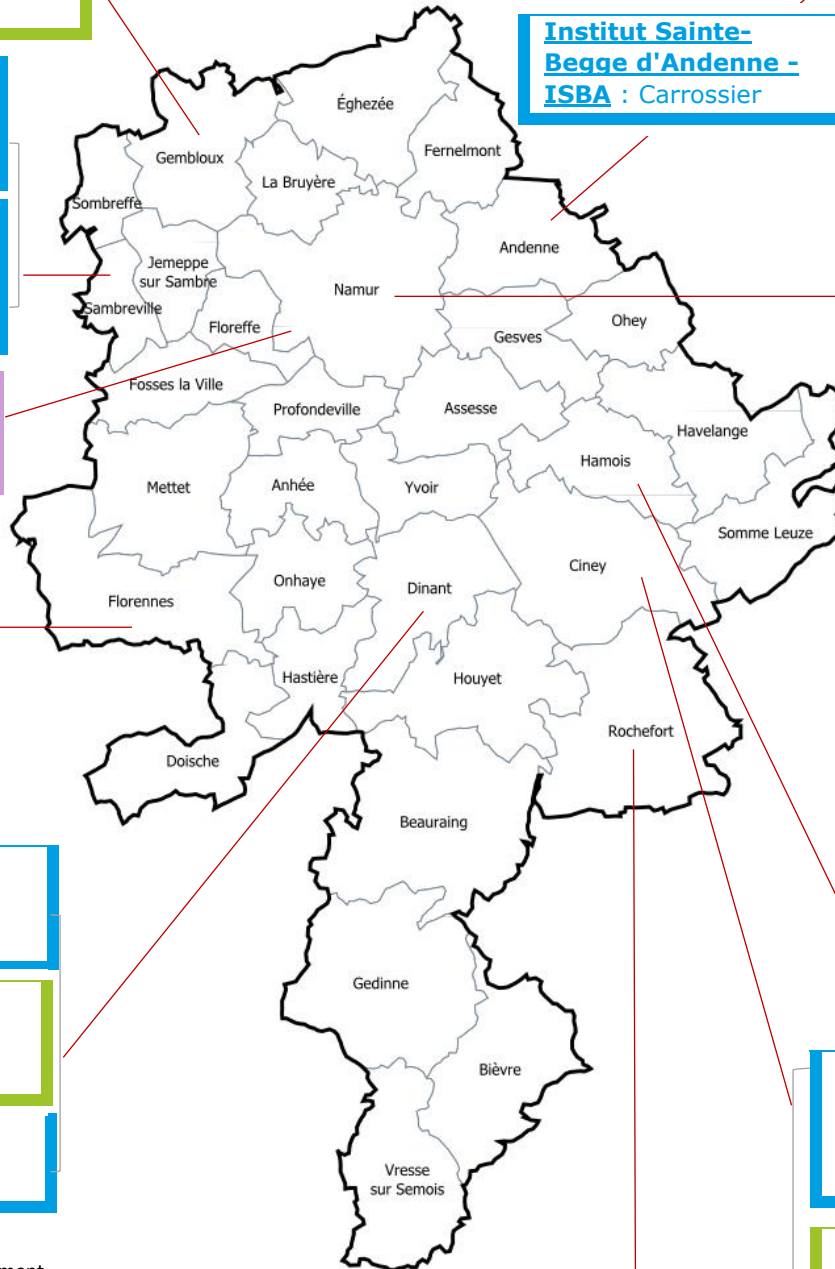 Institut Sainte-
Begge d'Andenne -
ISBA : Carrossier
Éghezée
Gembloux
Fernelmont
La Bruyère
Sombreffe
Andenne
Jemeppe
sur Sambre
Namur
Sambreville
Floreffe
Ohey
Gesves
Fosses la Ville
Profondeville
Assesse
Havelange
Hamois
Mettet
Anhée
Yvoir
Somme Leuze
Ciney
Onhaye
Dinant
Florennes
Hastière
Houyet
Rochefort
Doische
Beauraing
Gedinne
Bièvre
Vresse
sur Semois